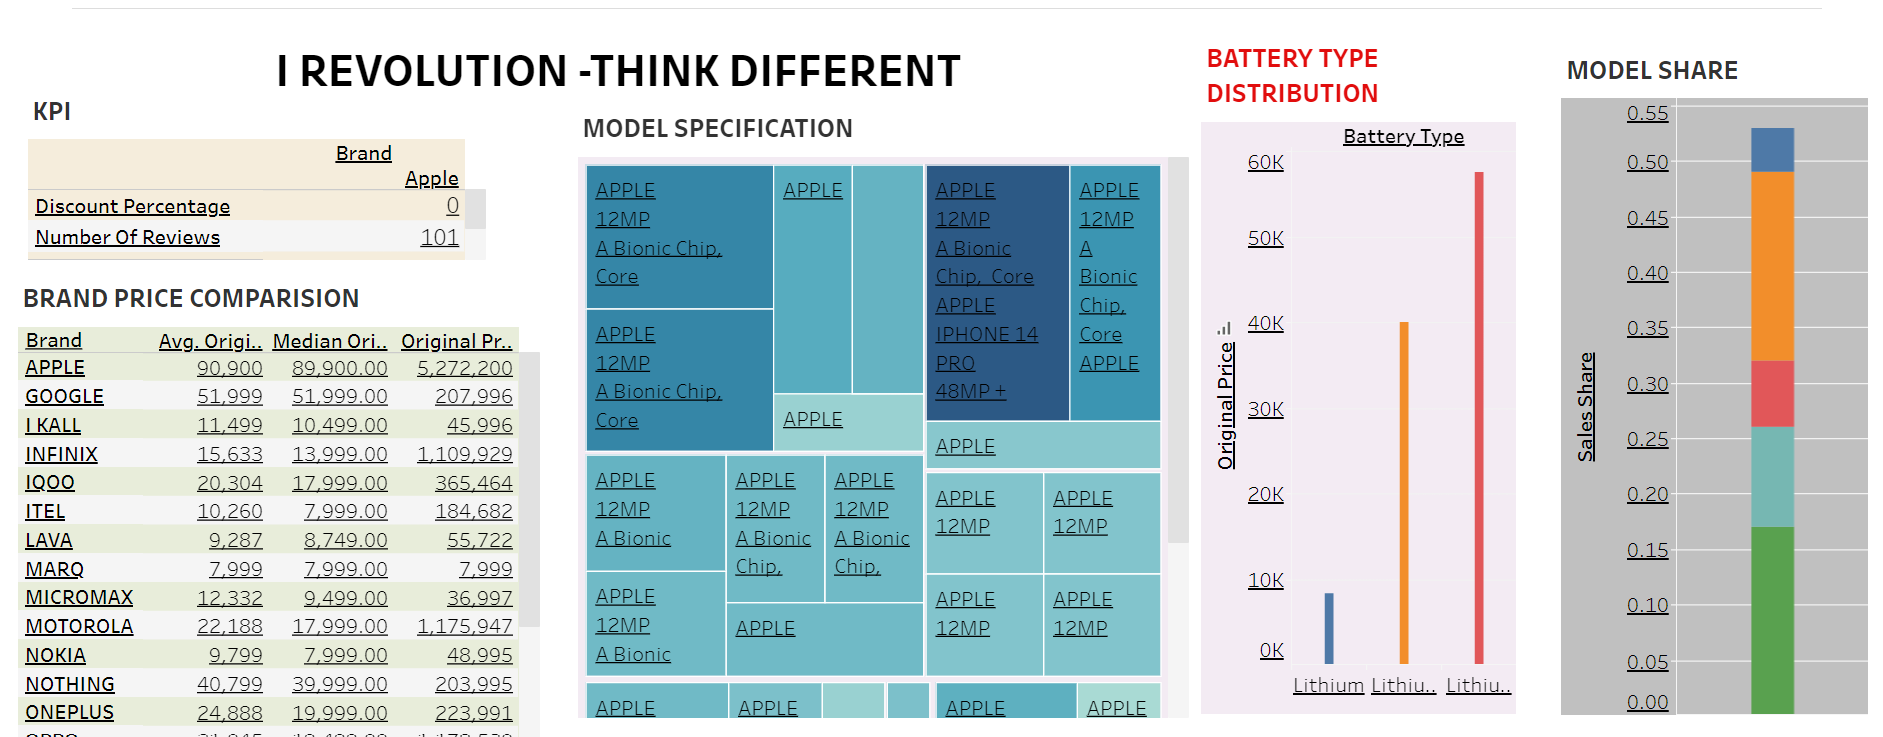 I REVOLUTION -THINK DIFFERENT
KPI
Brand
Apple
Discount Percentage 0
Number Of Reviews 101
BRAND PRICE COMPARISION
Brand Avg. Origi.. Median Ori.. Original Pr..
APPLE 90,900 89,900.00 5,272,200
GOOGLE 51,999 51,999.00 207,996
I KALL 11,499 10,499.00 45,996
INFINIX 15,633 13,999.00 1,109,929
IQOO 20,304 17,999.00 365,464
ITEL 10,260 7,999.00 184,682
LAVA 9,287 8,749.00 55,722
MARQ 7,999 7,999.00 7,999
MICROMAX 12,332 9,499.00 36,997
MOTOROLA 22,188 17,999.00 1,175,947
NOKIA 9,799 7,999.00 48,995
NOTHING 40,799 39,999.00 203,995
ONEPLUS 24,888 19,999.00 223,991
MODEL SPECIFICATION
APPLE
12MP
A Bionic Chip,
Core
APPLE
12MP
A Bionic Chip,
Core
APPLE
APPLE
APPLE
12MP
A Bionic
Chip, Core
APPLE
IPHONE 14
PRO
48MP +
APPLE
12MP
A
Bionic
Chip,
Core
APPLE
APPLE
APPLE
12MP
A Bionic
APPLE
12MP
A Bionic
APPLE
12MP
A Bionic
Chip,
APPLE
12MP
A Bionic
Chip,
APPLE
APPLE
12MP
APPLE
12MP
APPLE
12MP
APPLE
12MP
APPLE
APPLE
APPLE
APPLE
BATTERY TYPE
DISTRIBUTION
Battery Type
Original Price
60K
50K
40K
30K
20K
10K
0K
Lithium Lithiu.. Lithiu..
MODEL SHARE
Sales Share
0.55
0.50
0.45
0.40
0.35
0.30
0.25
0.20
0.15
0.10
0.05
0.00